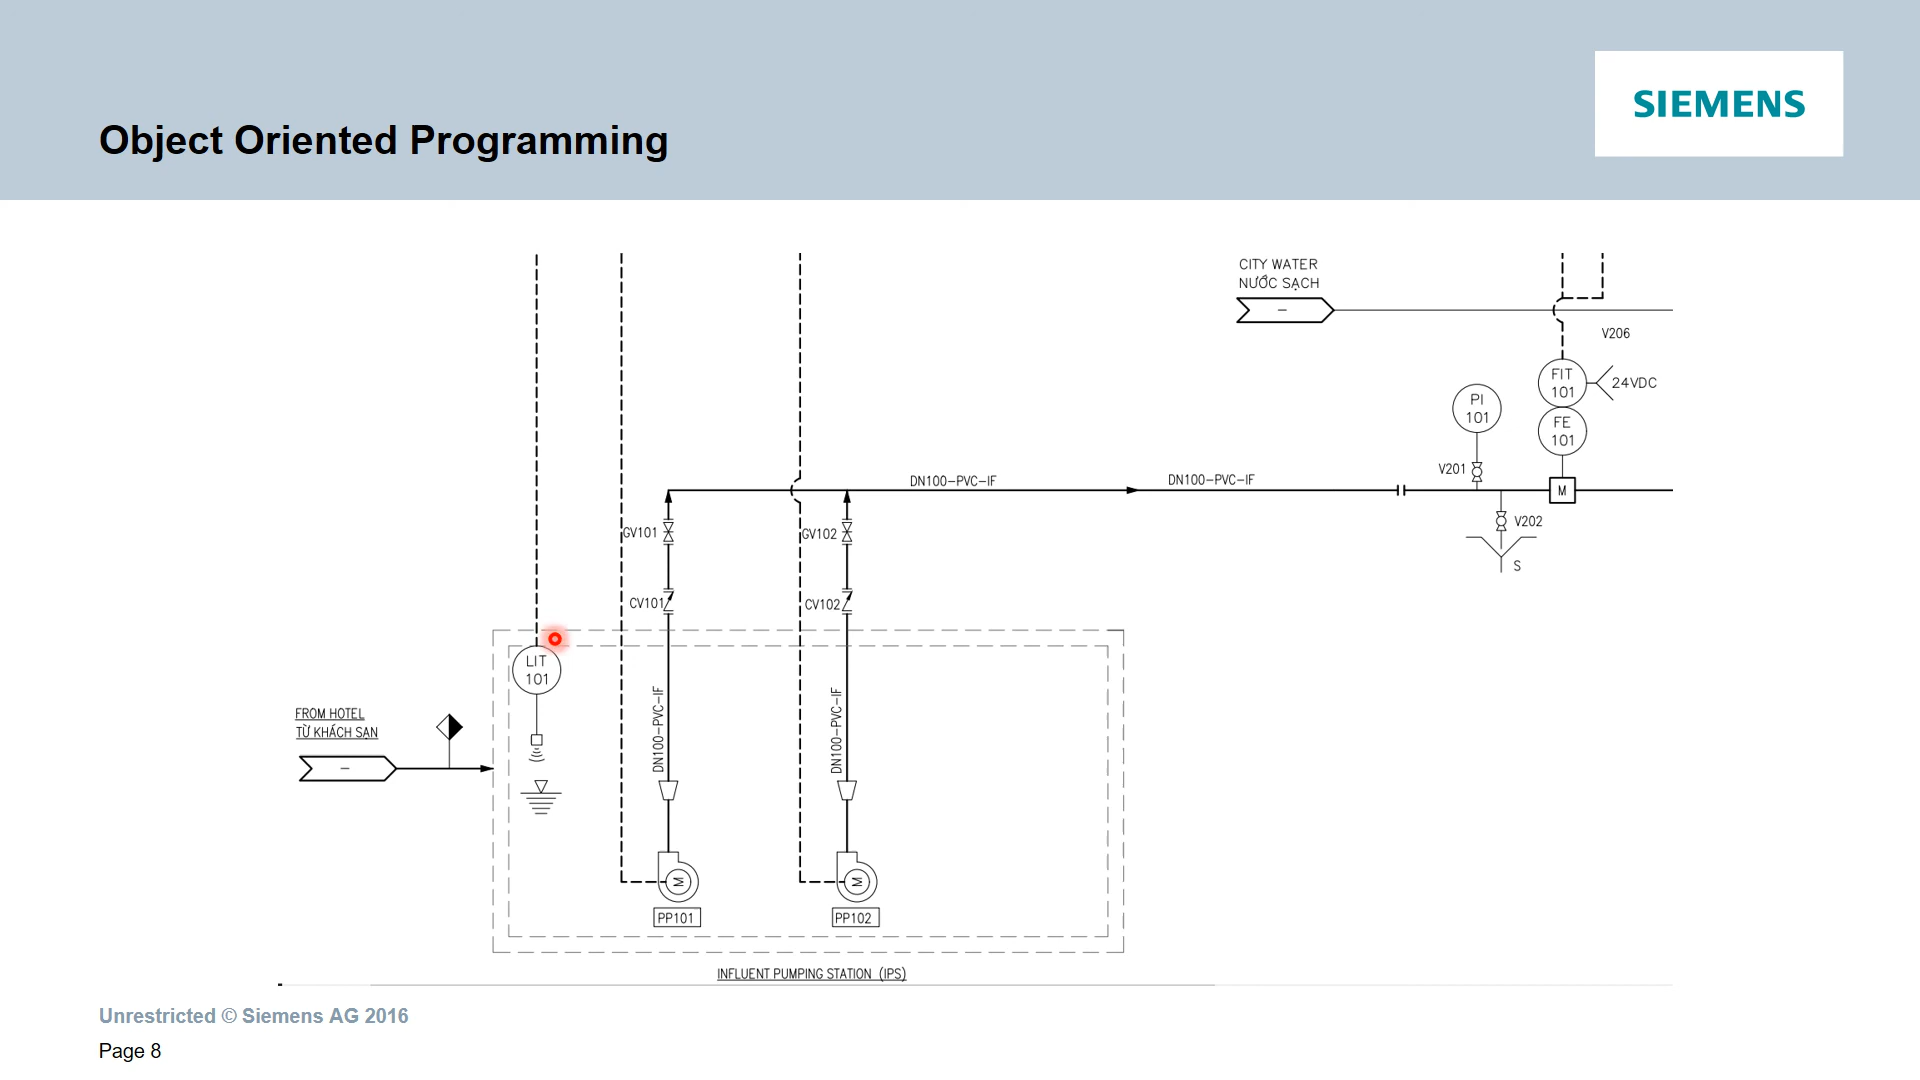 SIEMENS
Object Oriented Programming
CITY WATER
NƯỚC SẠCH
–
V206
FIT
101
24VDC
PI
101
FE
101
V201
DN100–PVC–IF
DN100–PVC–IF
M
V202
S
GV101
GV102
CV101
CV102
LIT
101
FROM HOTEL
TỪ KHÁCH SẠN
–
DN100–PVC–IF
DN100–PVC–IF
M
M
PP101
PP102
INFLUENT PUMPING STATION (IPS)
Unrestricted © Siemens AG 2016
Page 8